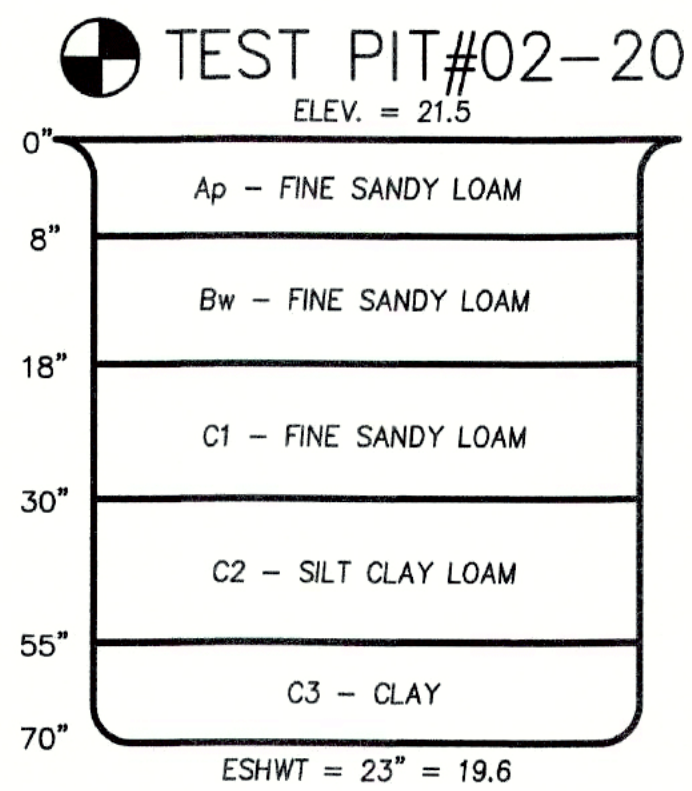 TEST PIT#02-20
ELEV. = 21.5
0"
Ap - FINE SANDY LOAM
8"
Bw - FINE SANDY LOAM
18"
C1 - FINE SANDY LOAM
30"
C2 - SILT CLAY LOAM
55"
C3 - CLAY
70"
ESHWT = 23" = 19.6